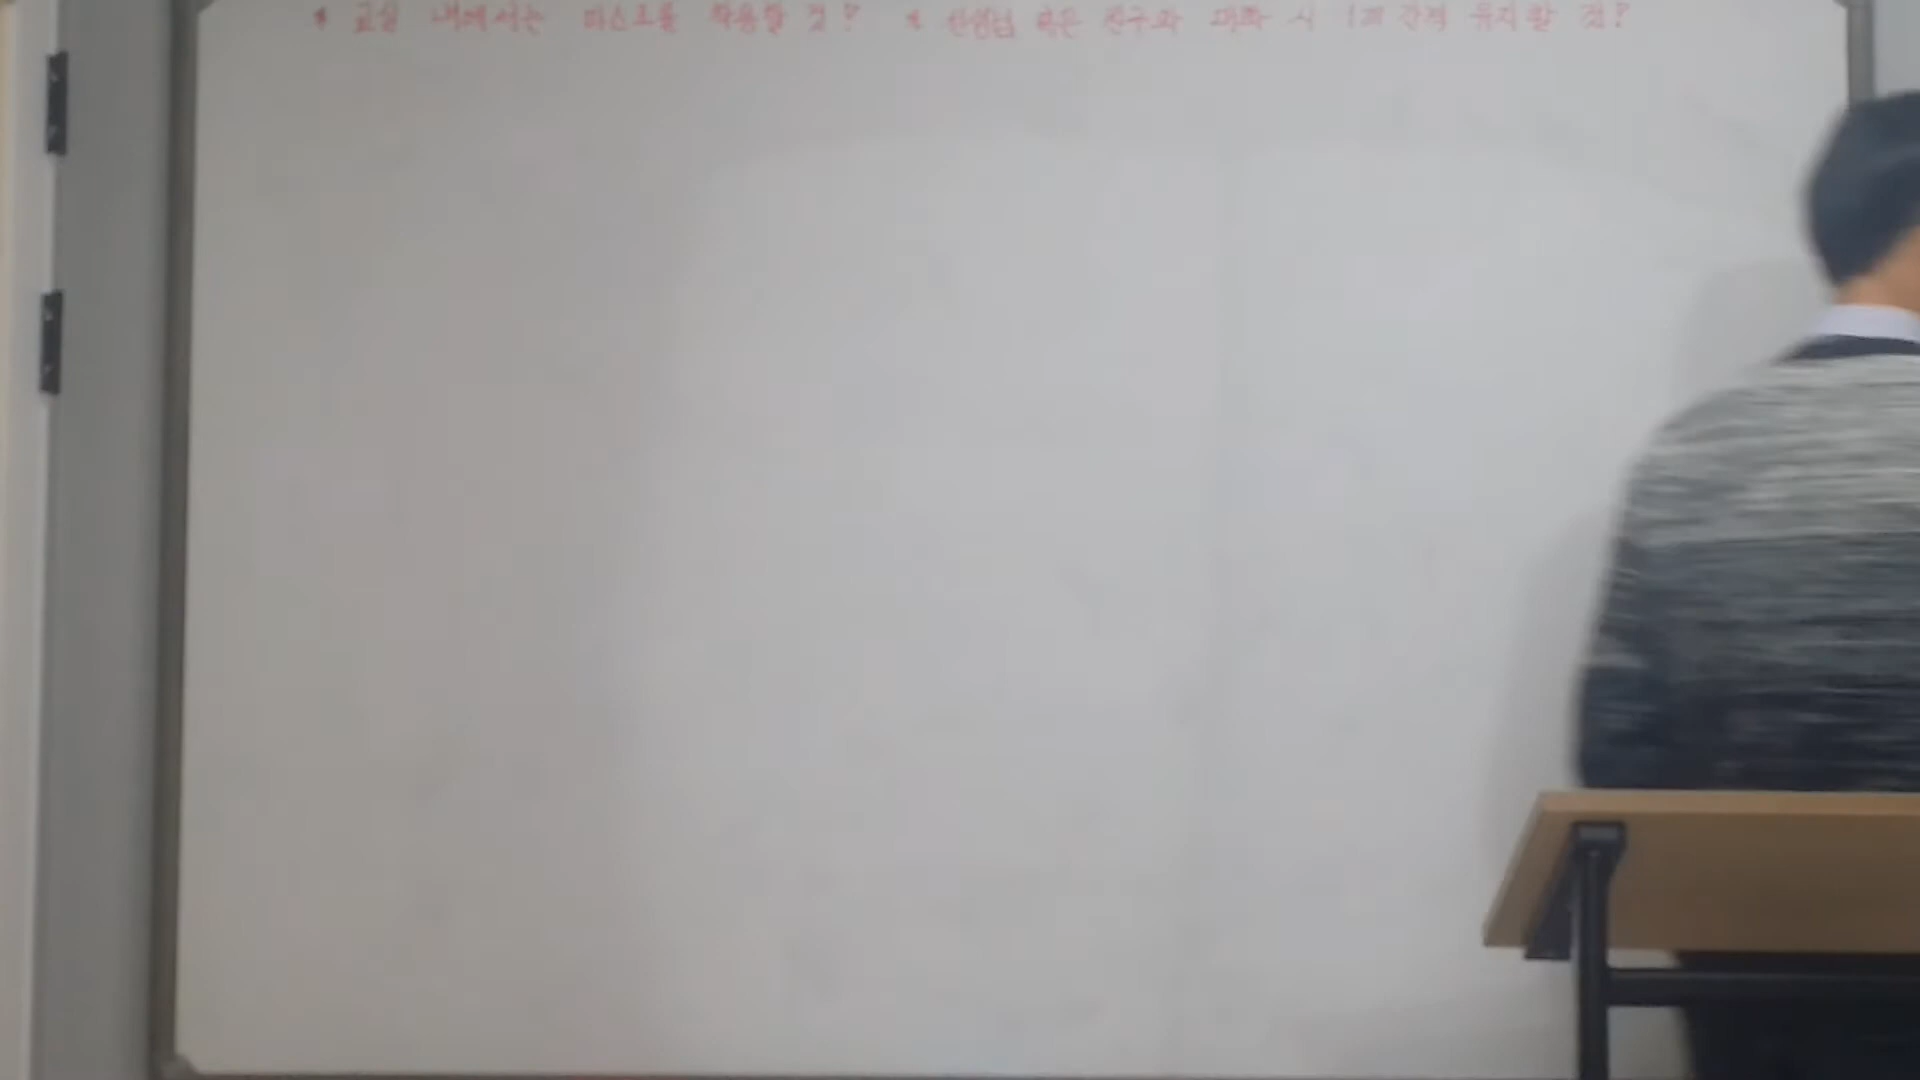 * 교실 내에서는 마스크를 착용할 것! * 선생님 혹은 친구와 대화 시 1m 간격 유지할 것!